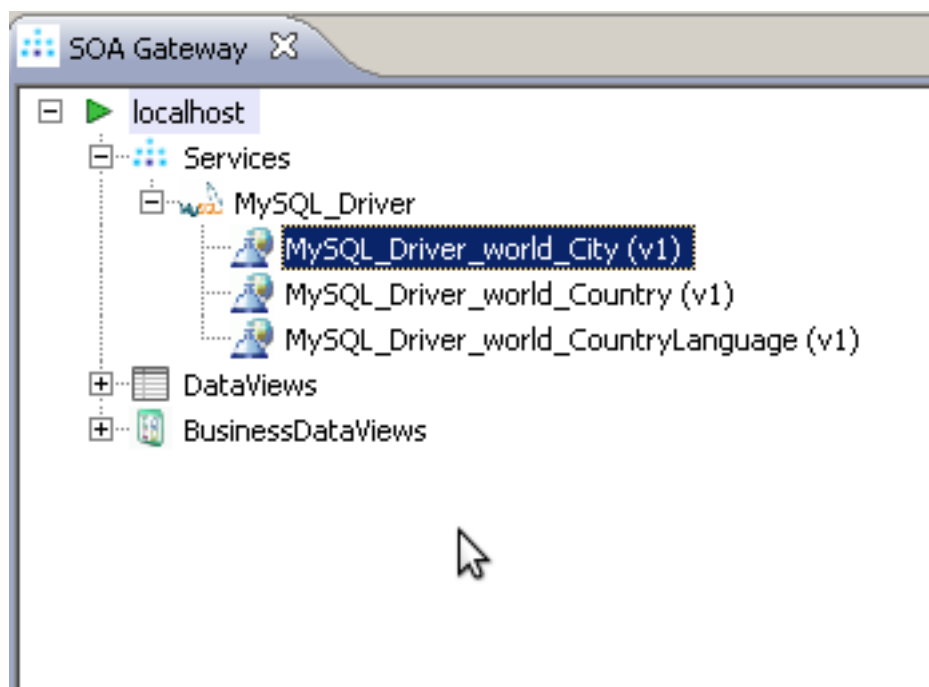 SOA Gateway
localhost
Services
MySQL_Driver
MySQL_Driver_world_City (v1)
MySQL_Driver_world_Country (v1)
MySQL_Driver_world_CountryLanguage (v1)
DataViews
BusinessDataViews